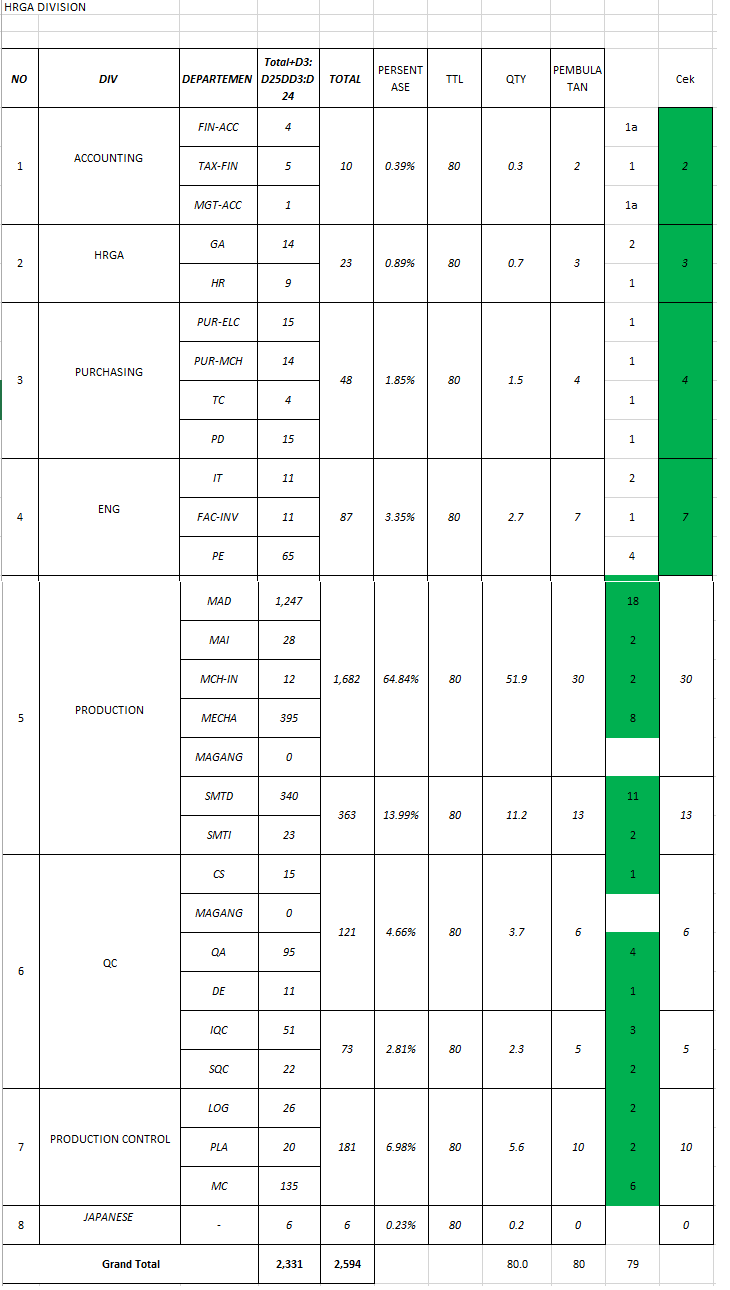 HRGA DIVISION
NO DIV DEPARTEMEN Total+D3:D25DD3:D24 TOTAL PERSENTASE TTL QTY PEMBULATAN Cek
1 ACCOUNTING FIN-ACC 4 10 0.39% 80 0.3 2 1a 2
TAX-FIN 5 1
MGT-ACC 1 1a
2 HRGA GA 14 23 0.89% 80 0.7 3 2 3
HR 9 1
3 PURCHASING PUR-ELC 15 48 1.85% 80 1.5 4 1 4
PUR-MCH 14 1
TC 4 1
PD 15 1
4 ENG IT 11 87 3.35% 80 2.7 7 2 7
FAC-INV 11 1
PE 65 4
5 PRODUCTION MAD 1,247 1,682 64.84% 80 51.9 30 18 30
MAI 28 2
MCH-IN 12 2
MECHA 395 8
MAGANG 0
SMTD 340 363 13.99% 80 11.2 13 11 13
SMTI 23 2
6 QC CS 15 121 4.66% 80 3.7 6 1 6
MAGANG 0
QA 95 4
DE 11 1
IQC 51 73 2.81% 80 2.3 5 3 5
SQC 22 2
7 PRODUCTION CONTROL LOG 26 181 6.98% 80 5.6 10 2 10
PLA 20 2
MC 135 6
8 JAPANESE - 6 6 0.23% 80 0.2 0 0
Grand Total 2,331 2,594 80.0 80 79